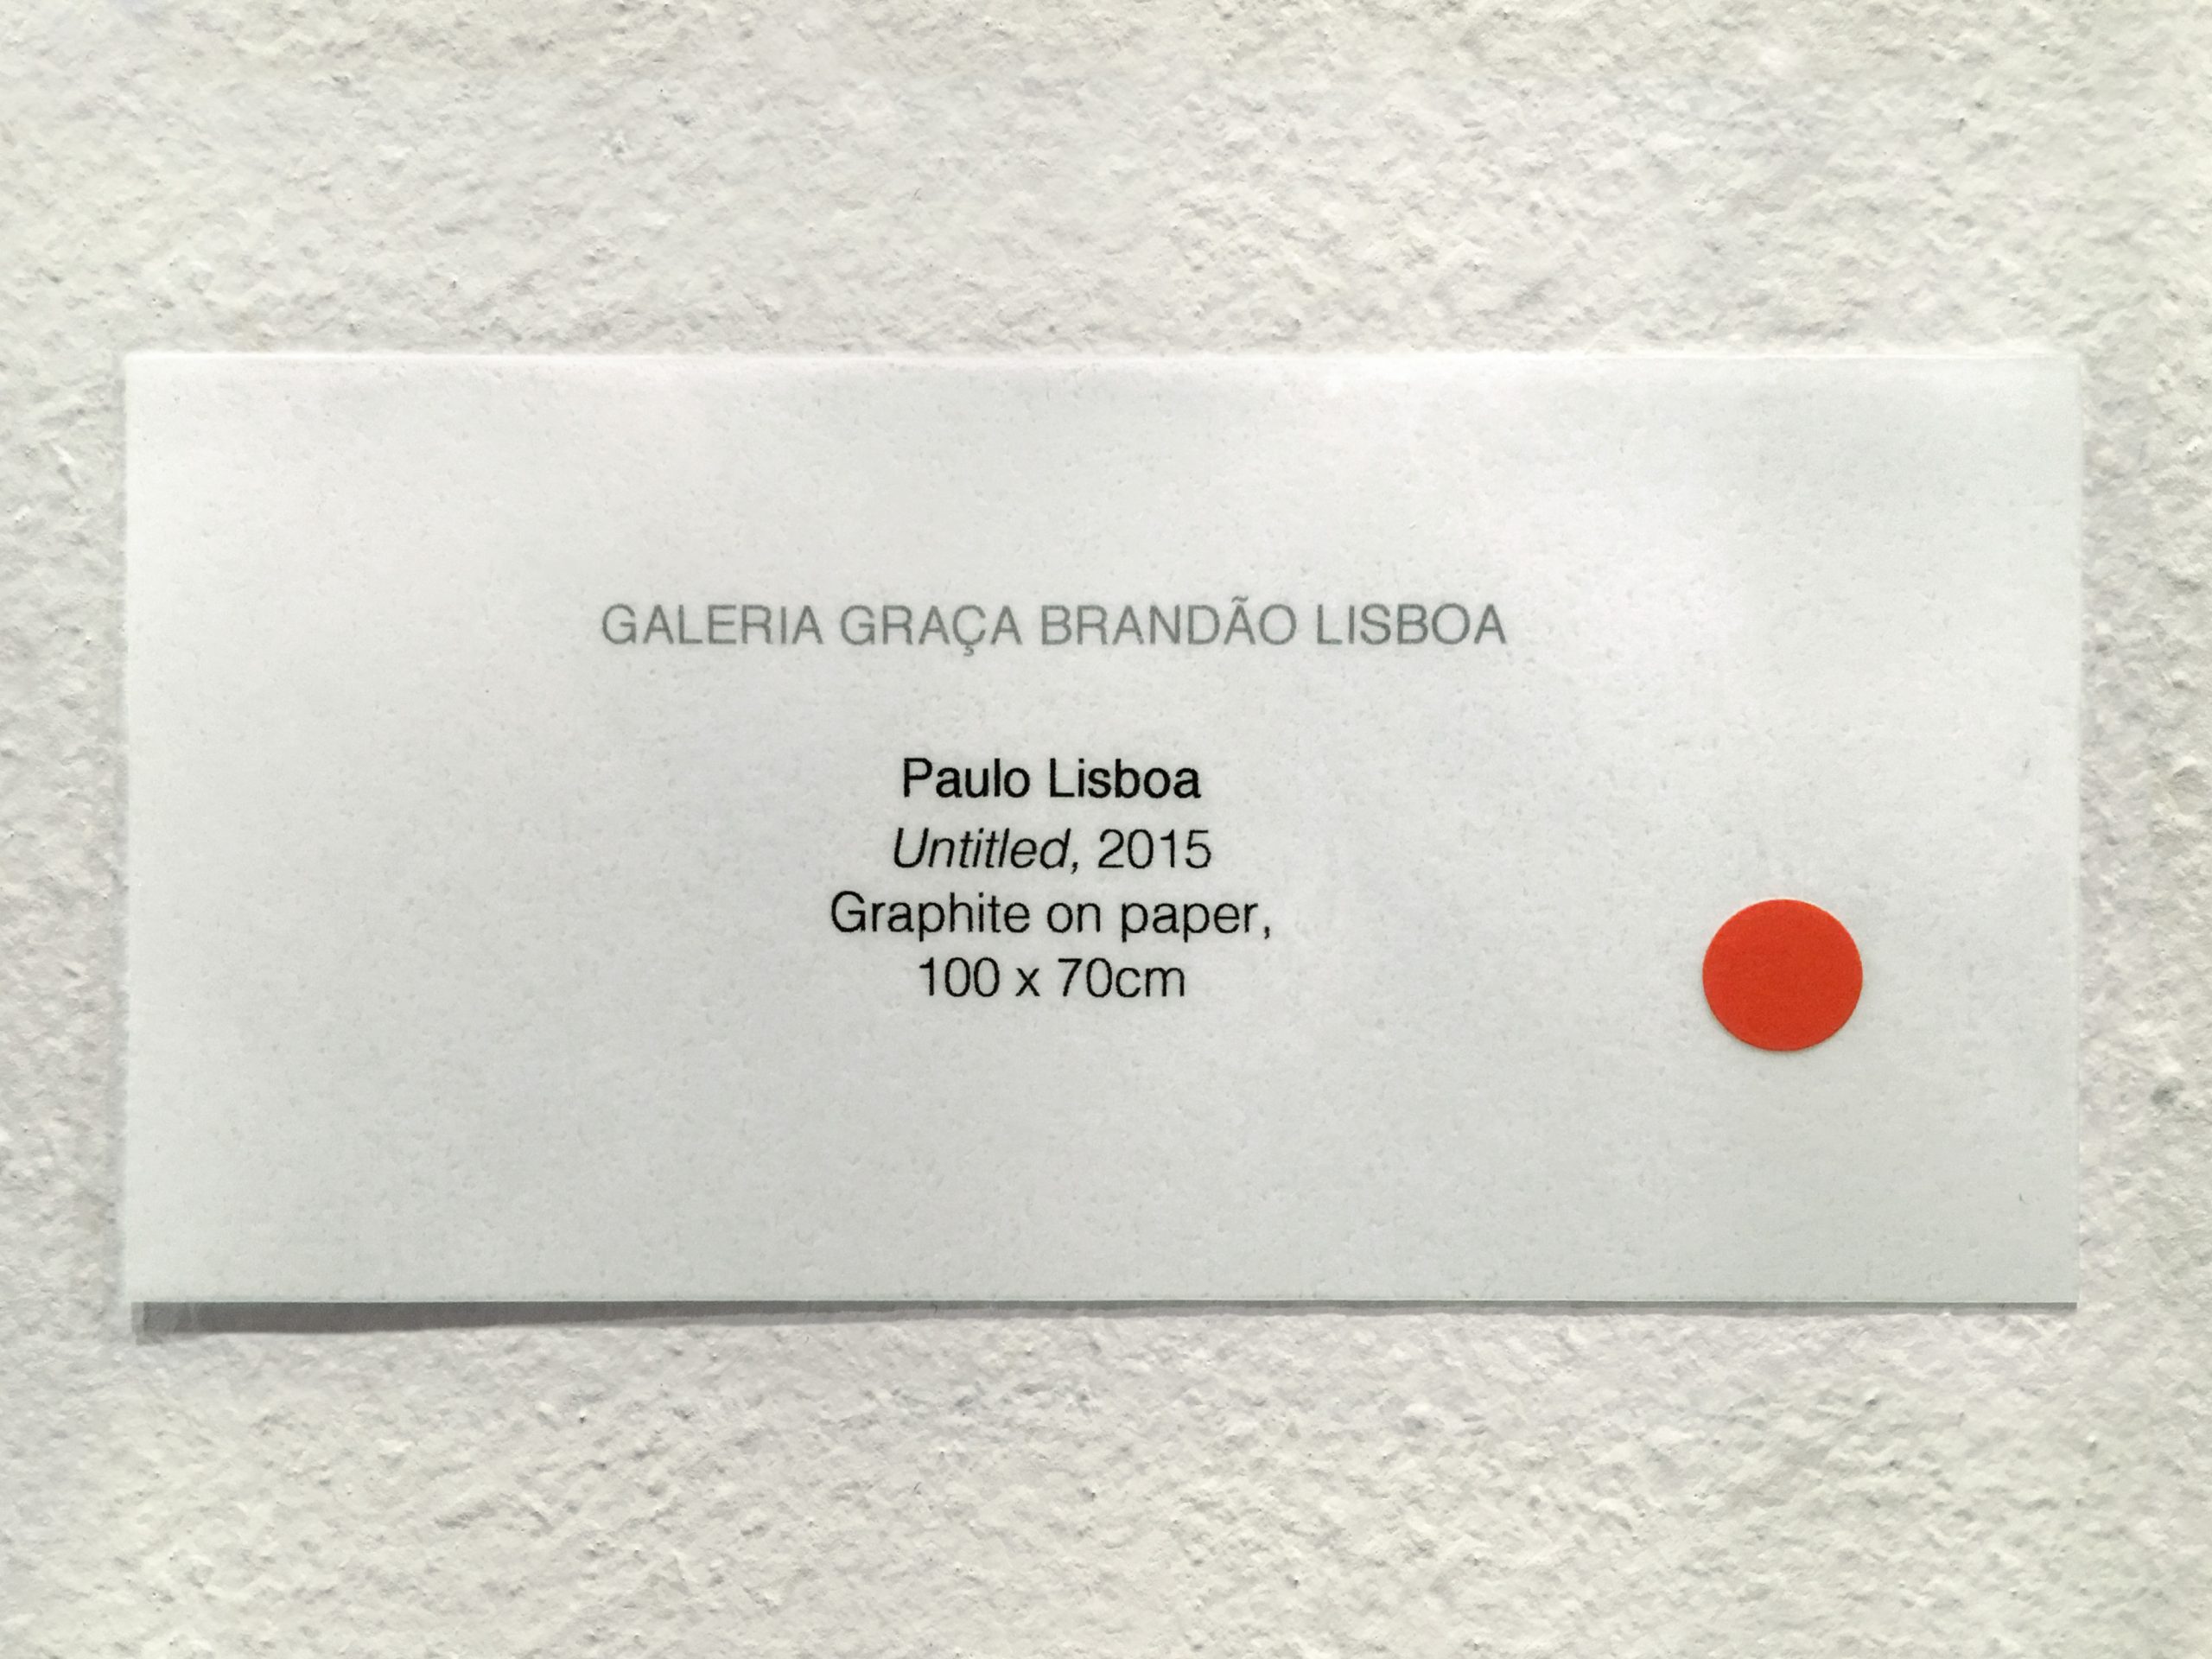 GALERIA GRAÇA BRANDÃO LISBOA
Paulo Lisboa
Untitled, 2015
Graphite on paper,
100 x 70cm